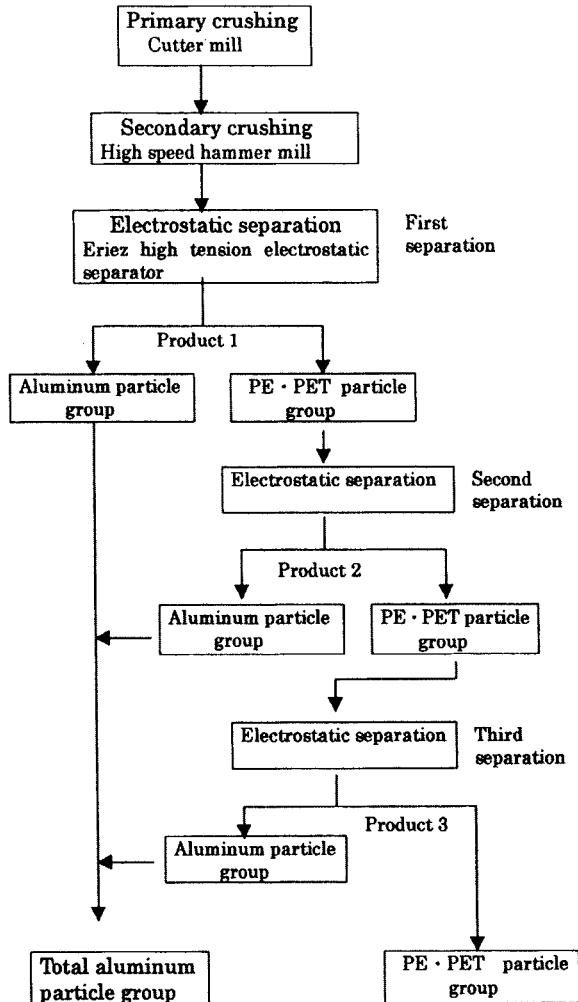 Primary crushing
Cutter mill
Secondary crushing
High speed hammer mill
Electrostatic separation
Eriez high tension electrostatic
separator
First
separation
Product 1
Aluminum particle
group
PE・PET particle
group
Electrostatic separation
Second
separation
Product 2
Aluminum particle
group
PE・PET particle
group
Electrostatic separation
Third
separation
Product 3
Aluminum particle
group
Total aluminum
particle group
PE・PET particle
group